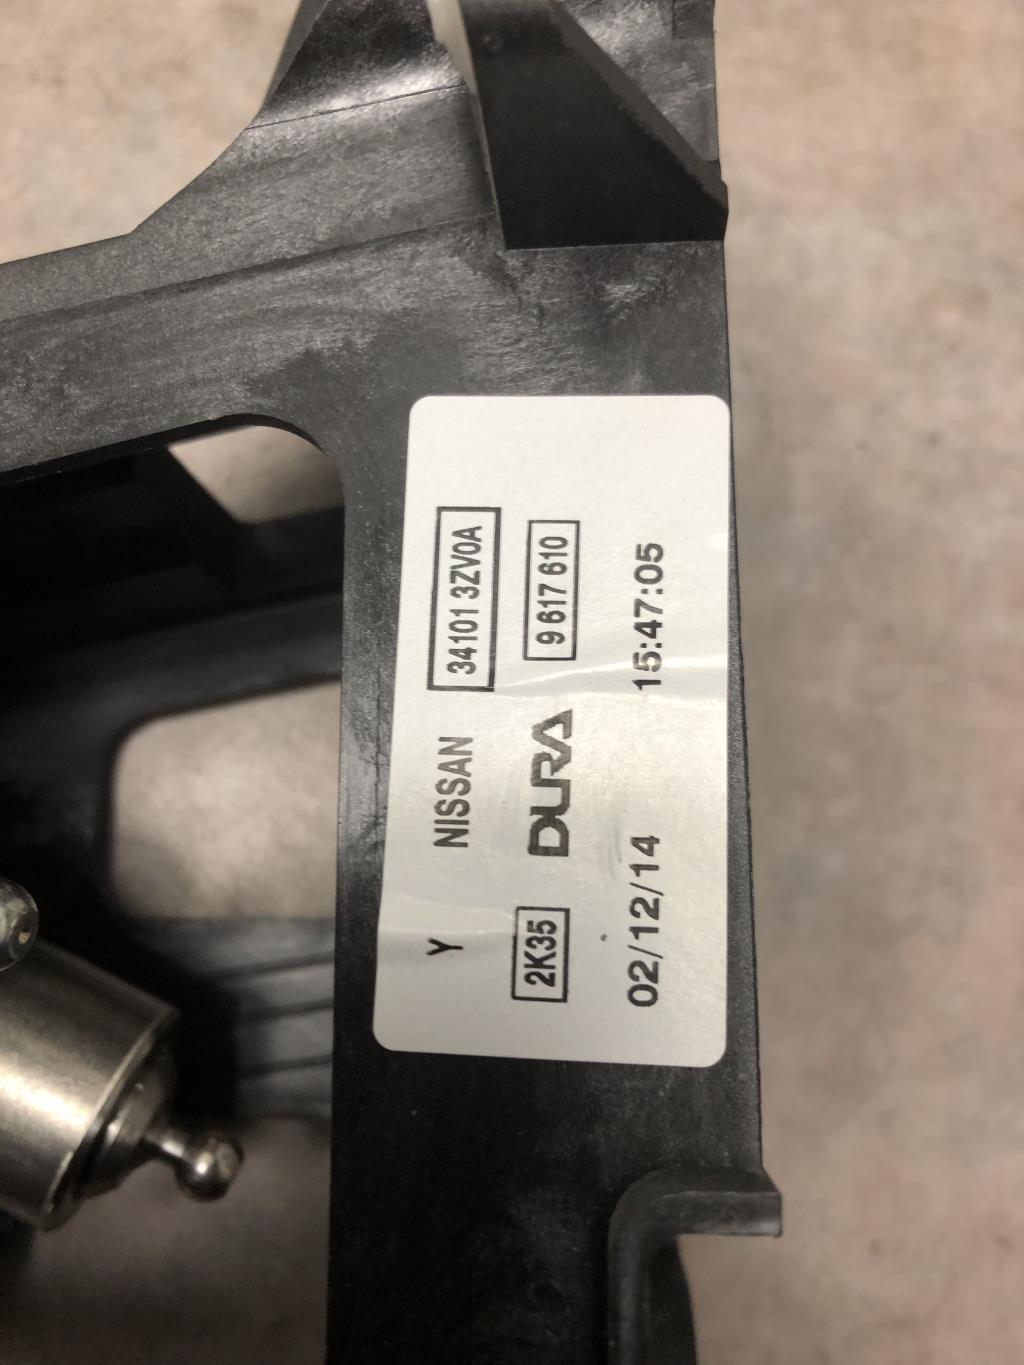 Y NISSAN 34101 3ZV0A
2K35 DURA 9 617 610
02/12/14 15:47:05